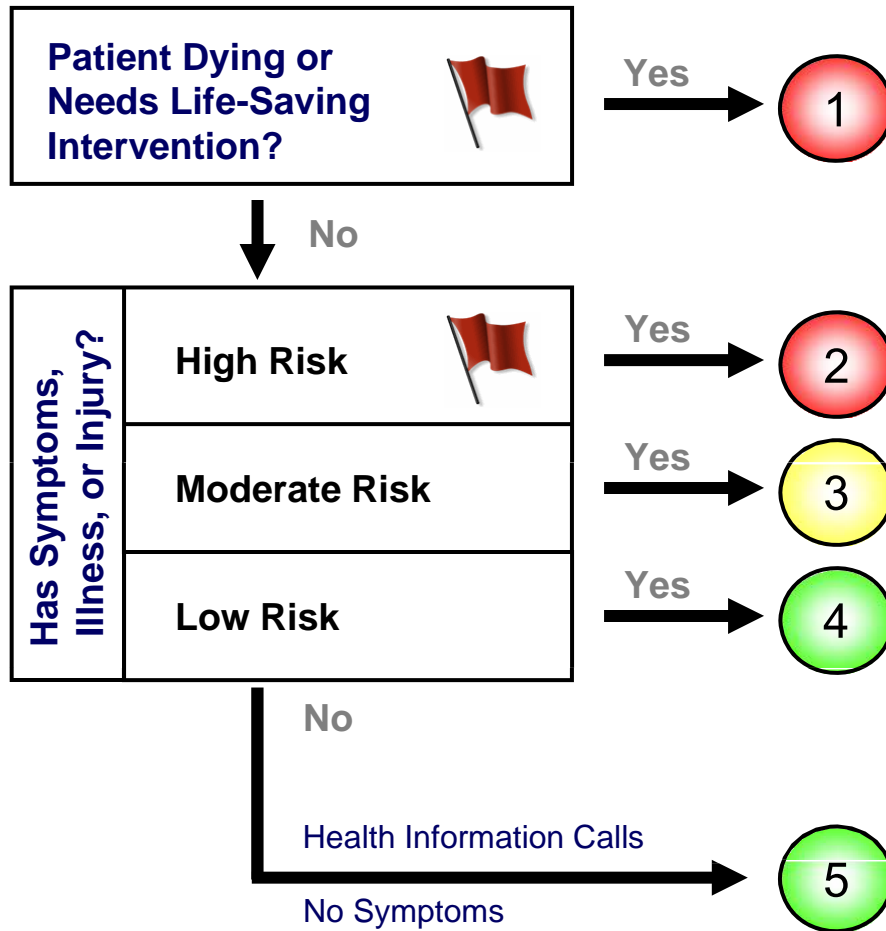 Patient Dying or
Needs Life-Saving
Intervention?
Yes
1
No
Has Symptoms,
Illness, or Injury?
High Risk
Yes
2
Moderate Risk
Yes
3
Low Risk
Yes
4
No
Health Information Calls
No Symptoms
5